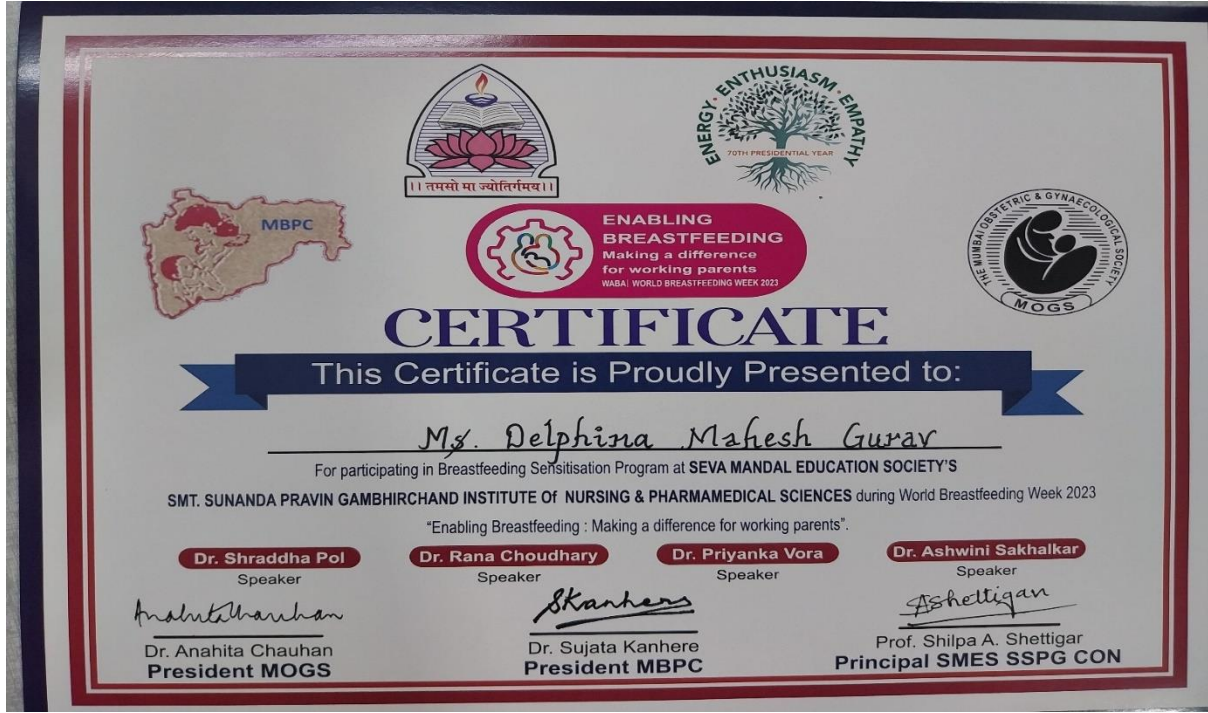 ENERGY · ENTHUSIASM · EMPATHY
70TH PRESIDENTIAL YEAR
।। तमसो मा ज्योतिर्गमय।।
MBPC
ENABLING
BREASTFEEDING
Making a difference
for working parents
WABA| WORLD BREASTFEEDING WEEK 2023
THE MUMBAI OBSTETRIC & GYNAECOLOGICAL SOCIETY
MOGS
CERTIFICATE
This Certificate is Proudly Presented to:
Ms. Delphina Mahesh Gurav
For participating in Breastfeeding Sensitisation Program at SEVA MANDAL EDUCATION SOCIETY'S
SMT. SUNANDA PRAVIN GAMBHIRCHAND INSTITUTE Of NURSING & PHARMAMEDICAL SCIENCES during World Breastfeeding Week 2023
“Enabling Breastfeeding : Making a difference for working parents”.
Dr. Shraddha Pol Dr. Rana Choudhary Dr. Priyanka Vora Dr. Ashwini Sakhalkar
Speaker Speaker Speaker Speaker
AnahitaChauhan SKanhere AShettigar
Dr. Anahita Chauhan Dr. Sujata Kanhere Prof. Shilpa A. Shettigar
President MOGS President MBPC Principal SMES SSPG CON